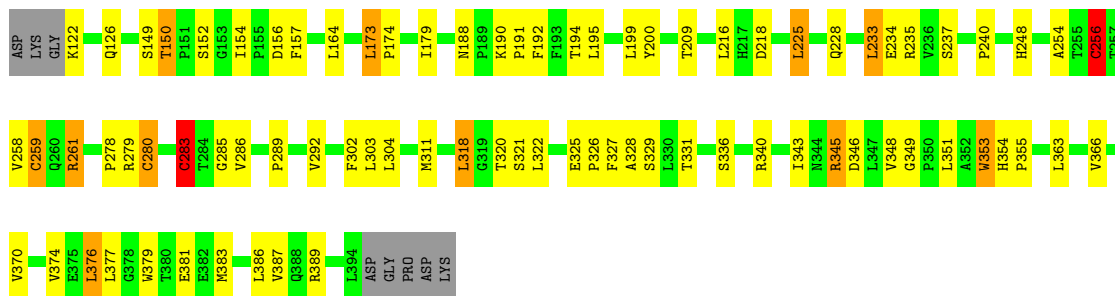 ASP LYS GLY K122 Q126 S149 T150 P151 S152 G153 I154 P155 D156 F157 L164 L173 P174 I179 N188 P189 K190 P191 F192 F193 T194 L195 L199 Y200 T209 L216 H217 D218 L225 Q228 L233 E234 R235 V236 S237 P240 H248 A254 T255 C256 T257
V258 C259 Q260 R261 P278 R279 C280 C283 T284 G285 V286 P289 V292 F302 L303 L304 M311 L318 G319 T320 S321 L322 E325 P326 F327 A328 S329 L330 T331 S336 R340 I343 N344 R345 D346 L347 V348 G349 P350 L351 A352 W353 H354 P355 L363 V366
V370 V374 E375 L376 L377 G378 W379 T380 E381 E382 M383 L386 V387 Q388 R389 L394 ASP GLY PRO ASP LYS